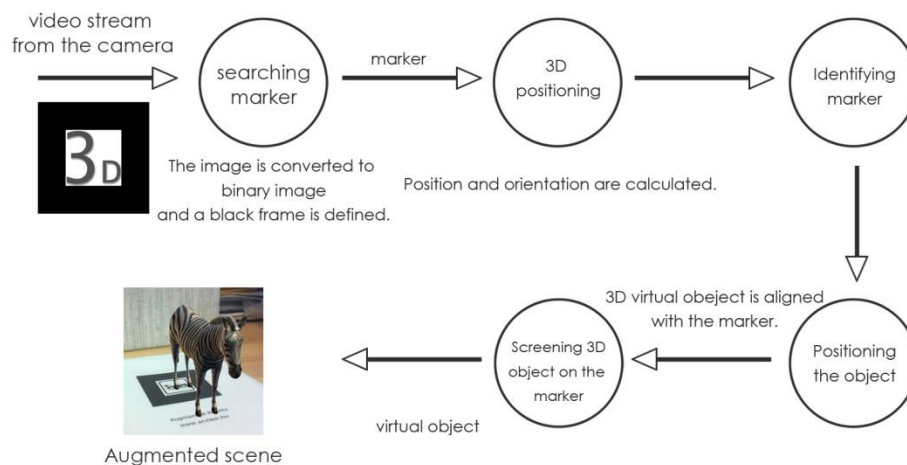 video stream
from the camera
searching
marker
marker
3D
positioning
Identifying
marker
3D
The image is converted to
binary image
and a black frame is defined.
Position and orientation are calculated.
3D virtual obeject is aligned
with the marker.
Positioning
the object
Screening 3D
object on the
marker
virtual object
Augmented scene